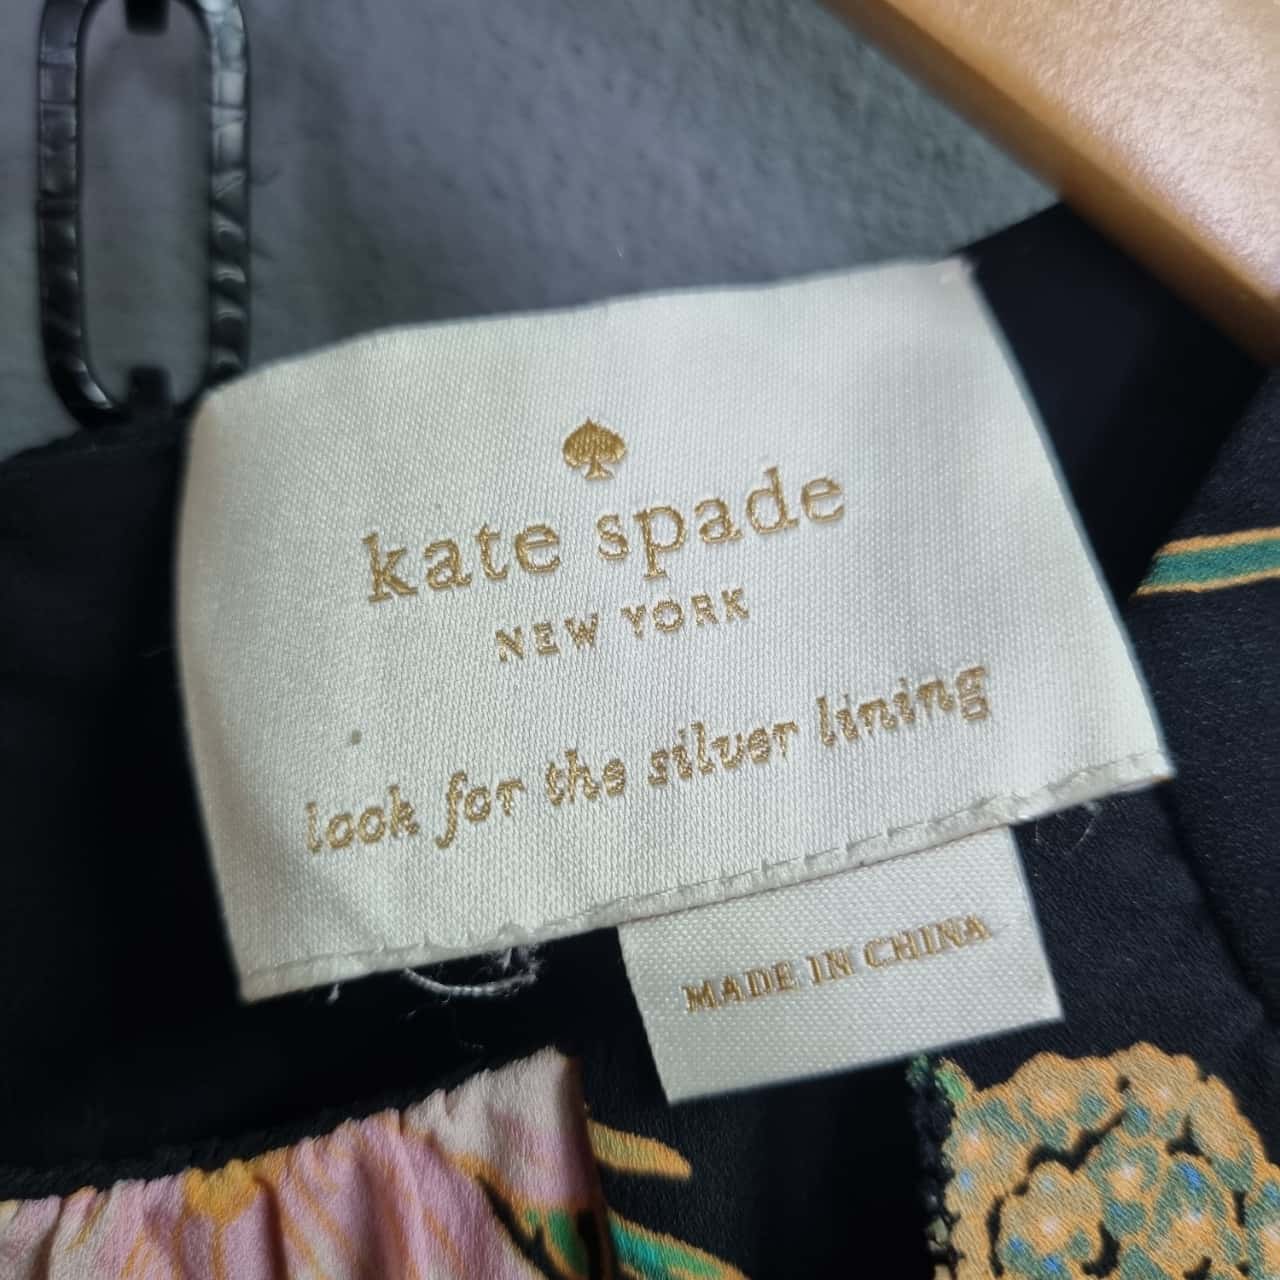 kate spade
NEW YORK
look for the silver lining
MADE IN CHINA